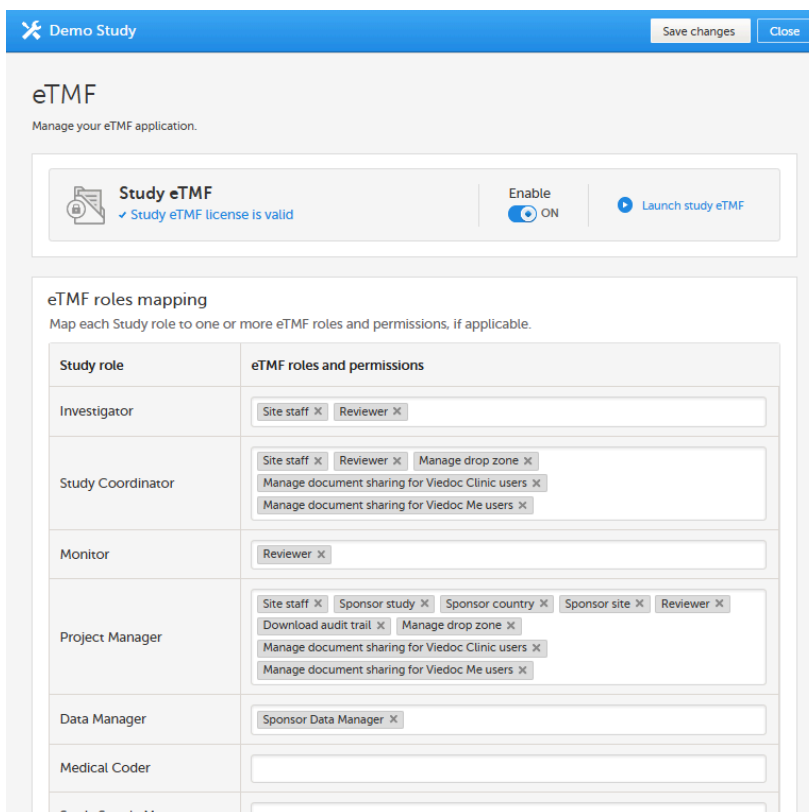 Demo Study
Save changes
Close
eTMF
Manage your eTMF application.
Study eTMF
✓ Study eTMF license is valid
Enable
ON
Launch study eTMF
eTMF roles mapping
Map each Study role to one or more eTMF roles and permissions, if applicable.
Study role
eTMF roles and permissions
Investigator
Site staff × Reviewer ×
Study Coordinator
Site staff × Reviewer × Manage drop zone ×
Manage document sharing for Viedoc Clinic users ×
Manage document sharing for Viedoc Me users ×
Monitor
Reviewer ×
Project Manager
Site staff × Sponsor study × Sponsor country × Sponsor site × Reviewer ×
Download audit trail × Manage drop zone ×
Manage document sharing for Viedoc Clinic users ×
Manage document sharing for Viedoc Me users ×
Data Manager
Sponsor Data Manager ×
Medical Coder